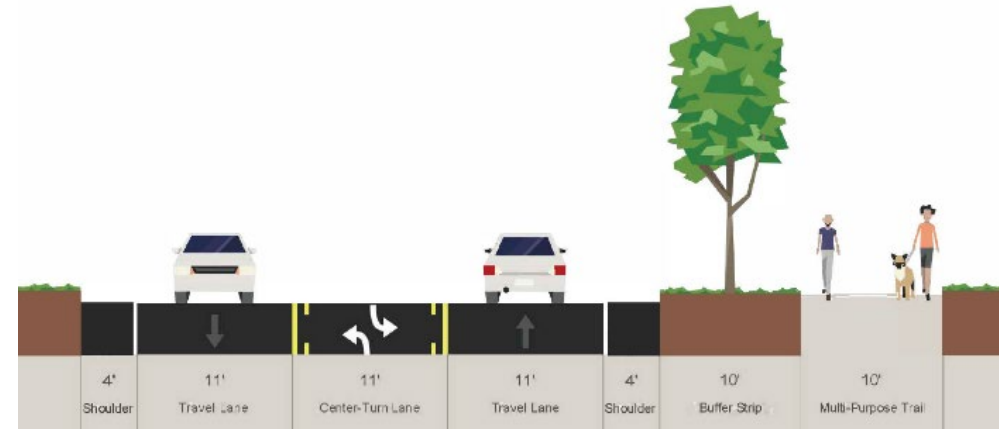 4' 11' 11' 11' 4' 10' 10'
Shoulder Travel Lane Center-Turn Lane Travel Lane Shoulder Buffer Strip Multi-Purpose Trail